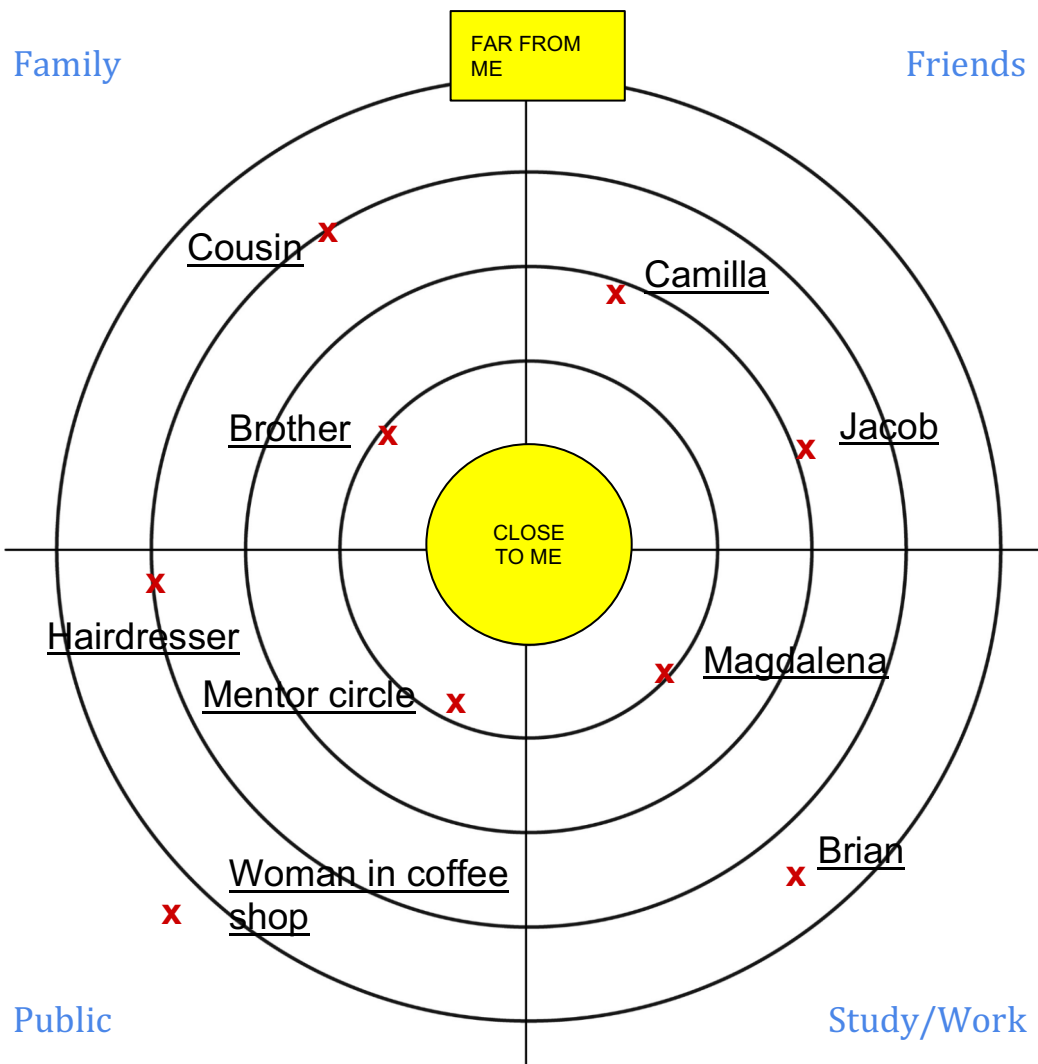 FAR FROM
ME
Family
Friends
Cousin
x
Camilla
x
Brother
x
Jacob
x
CLOSE
TO ME
x
Hairdresser
Magdalena
x
Mentor circle
x
Brian
x
Woman in coffee
shop
x
Public
Study/Work